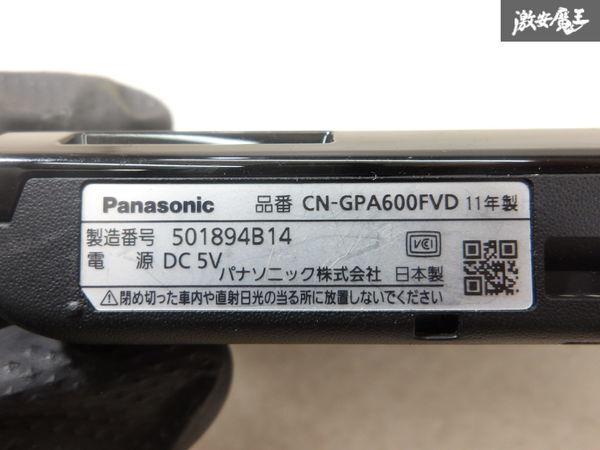 激安魔王
Panasonic 品番 CN-GPA600FVD 11年製
製造番号 501894B14
電 源 DC 5V
VCI
パナソニック株式会社 日本製
⚠閉め切った車内や直射日光の当る所に放置しないでください